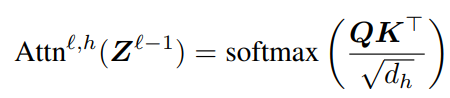 Attn^{ℓ,h}(Z^{ℓ−1}) = softmax(QK^⊤ / √d_h)